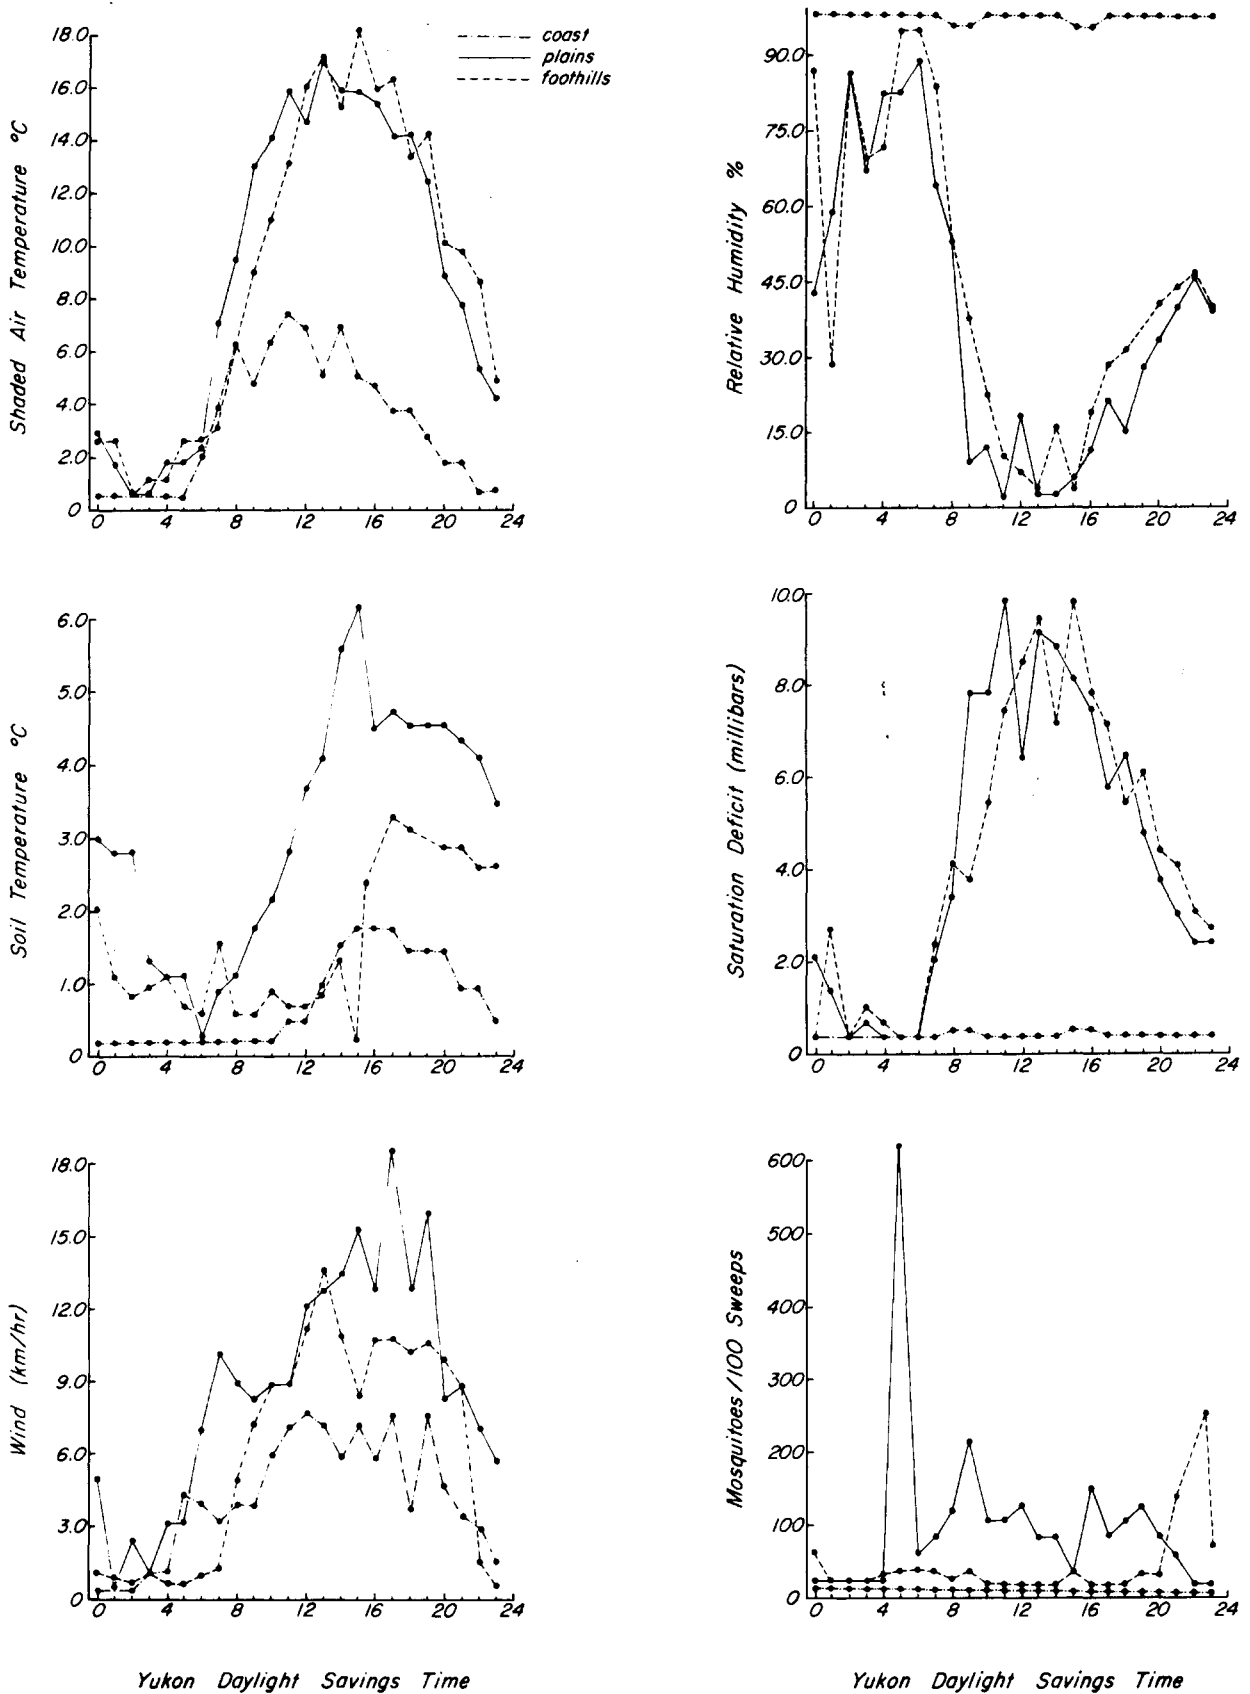 coast
plains
foothills
Shaded Air Temperature °C
18.0
16.0
14.0
12.0
10.0
8.0
6.0
4.0
2.0
0
0 4 8 12 16 20 24
Relative Humidity %
90.0
75.0
60.0
45.0
30.0
15.0
0
0 4 8 12 16 20 24
Soil Temperature °C
6.0
5.0
4.0
3.0
2.0
1.0
0
0 4 8 12 16 20 24
Saturation Deficit (millibars)
10.0
8.0
6.0
4.0
2.0
0
0 4 8 12 16 20 24
Wind (km/hr)
18.0
15.0
12.0
9.0
6.0
3.0
0
0 4 8 12 16 20 24
Yukon Daylight Savings Time
Mosquitoes/100 Sweeps
600
500
400
300
200
100
0
0 4 8 12 16 20 24
Yukon Daylight Savings Time